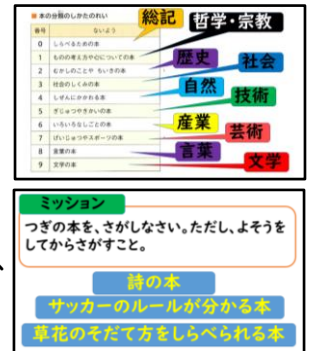 ■ 本の分類のしかたのれい
総記
哲学・宗教
番号 ないよう
0 しらべるための本
1 ものの考え方や心についての本
歴史
2 むかしのことや ちいきの本
社会
3 社会のしくみの本
自然
4 しぜんにかかわる本
技術
5 ぎじゅつやきかいの本
産業
6 いろいろなしごとの本
芸術
7 げいじゅつやスポーツの本
言葉
8 言葉の本
文学
9 文学の本
ミッション
つぎの本を、さがしなさい。ただし、よそうを
してからさがすこと。
詩の本
サッカーのルールが分かる本
草花のそだて方をしらべられる本
、